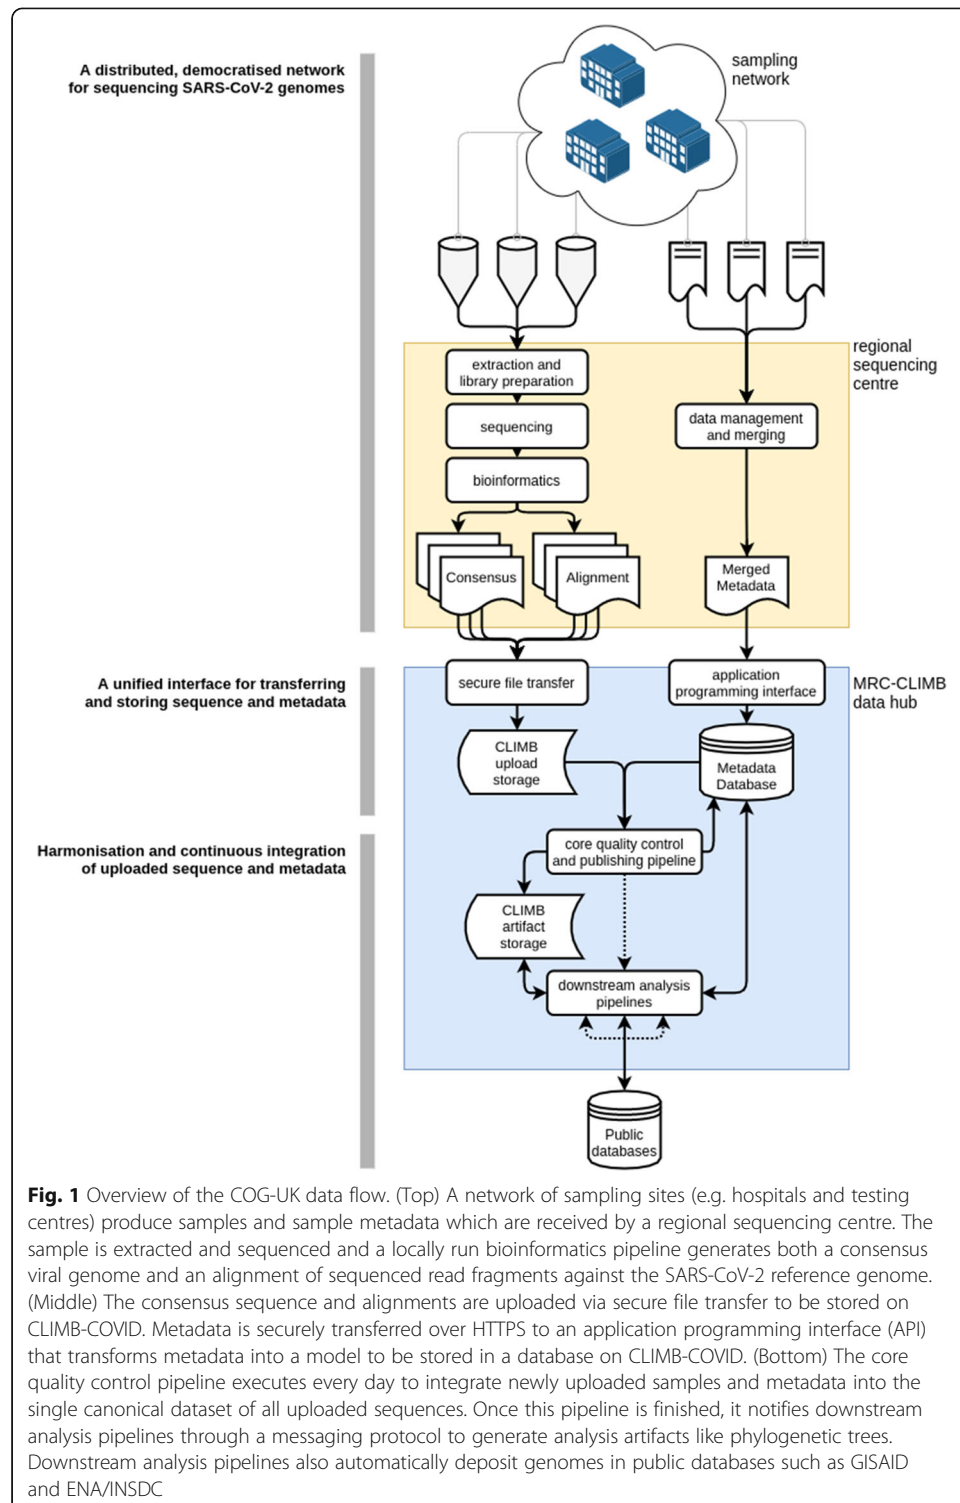 A distributed, democratised network
for sequencing SARS-CoV-2 genomes
sampling
network
regional
sequencing
centre
extraction and
library preparation
sequencing
data management
and merging
bioinformatics
Consensus
Alignment
Merged
Metadata
A unified interface for transferring
and storing sequence and metadata
secure file transfer
application
programming interface
MRC-CLIMB
data hub
CLIMB
upload
storage
Metadata
Database
Harmonisation and continuous integration
of uploaded sequence and metadata
core quality control
and publishing pipeline
CLIMB
artifact
storage
downstream analysis
pipelines
Public
databases
Fig. 1 Overview of the COG-UK data flow. (Top) A network of sampling sites (e.g. hospitals and testing
centres) produce samples and sample metadata which are received by a regional sequencing centre. The
sample is extracted and sequenced and a locally run bioinformatics pipeline generates both a consensus
viral genome and an alignment of sequenced read fragments against the SARS-CoV-2 reference genome.
(Middle) The consensus sequence and alignments are uploaded via secure file transfer to be stored on
CLIMB-COVID. Metadata is securely transferred over HTTPS to an application programming interface (API)
that transforms metadata into a model to be stored in a database on CLIMB-COVID. (Bottom) The core
quality control pipeline executes every day to integrate newly uploaded samples and metadata into the
single canonical dataset of all uploaded sequences. Once this pipeline is finished, it notifies downstream
analysis pipelines through a messaging protocol to generate analysis artifacts like phylogenetic trees.
Downstream analysis pipelines also automatically deposit genomes in public databases such as GISAID
and ENA/INSDC